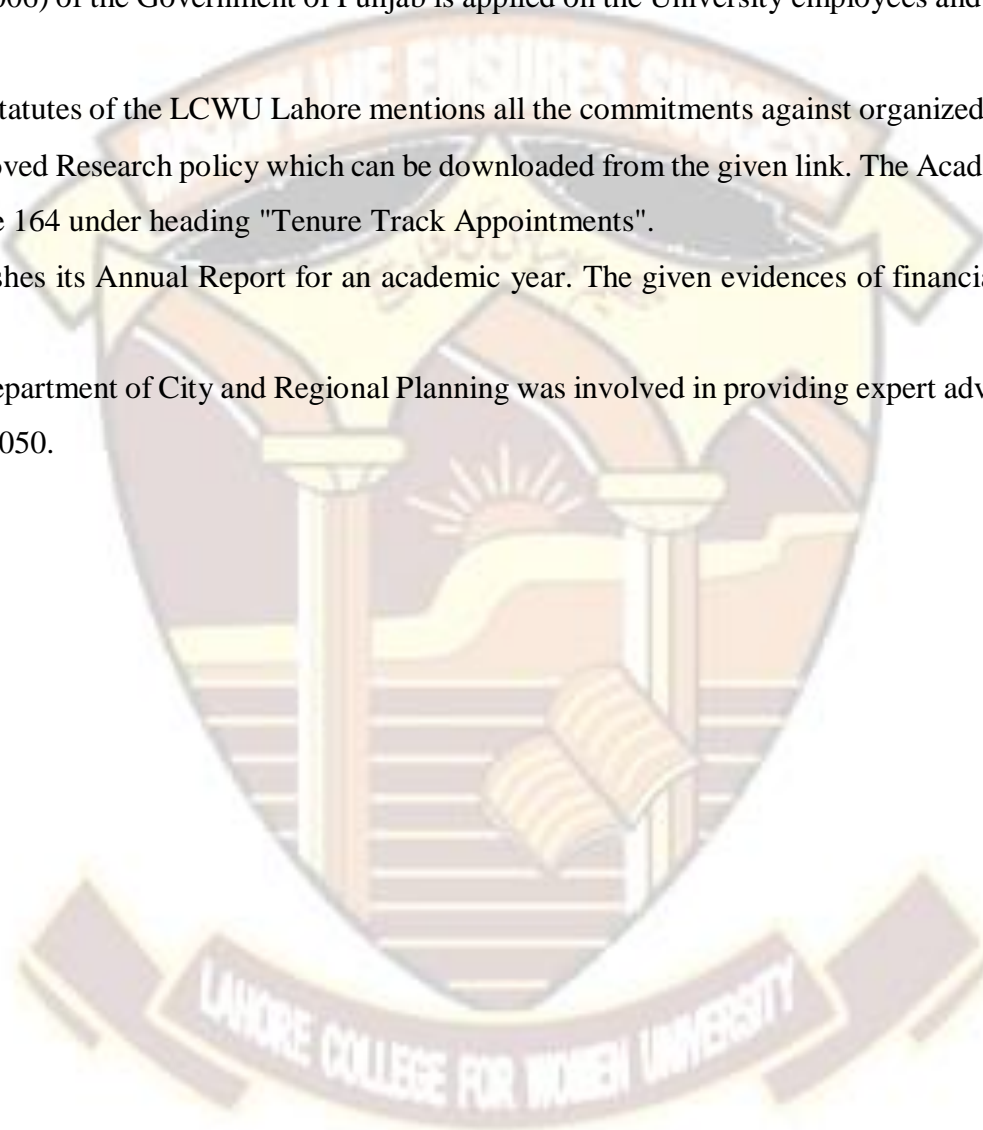 of the Government of Punjab is applied on the University employees and
DISCIPLINE ENSURES SUCCESS
tatutes of the LCWU Lahore mentions all the commitments against organized
oved Research policy which can be downloaded from the given link. The Acad
e 164 under heading "Tenure Track Appointments".
shes its Annual Report for an academic year. The given evidences of financia
epartment of City and Regional Planning was involved in providing expert adv
050.
LAHORE COLLEGE FOR WOMEN UNIVERSITY